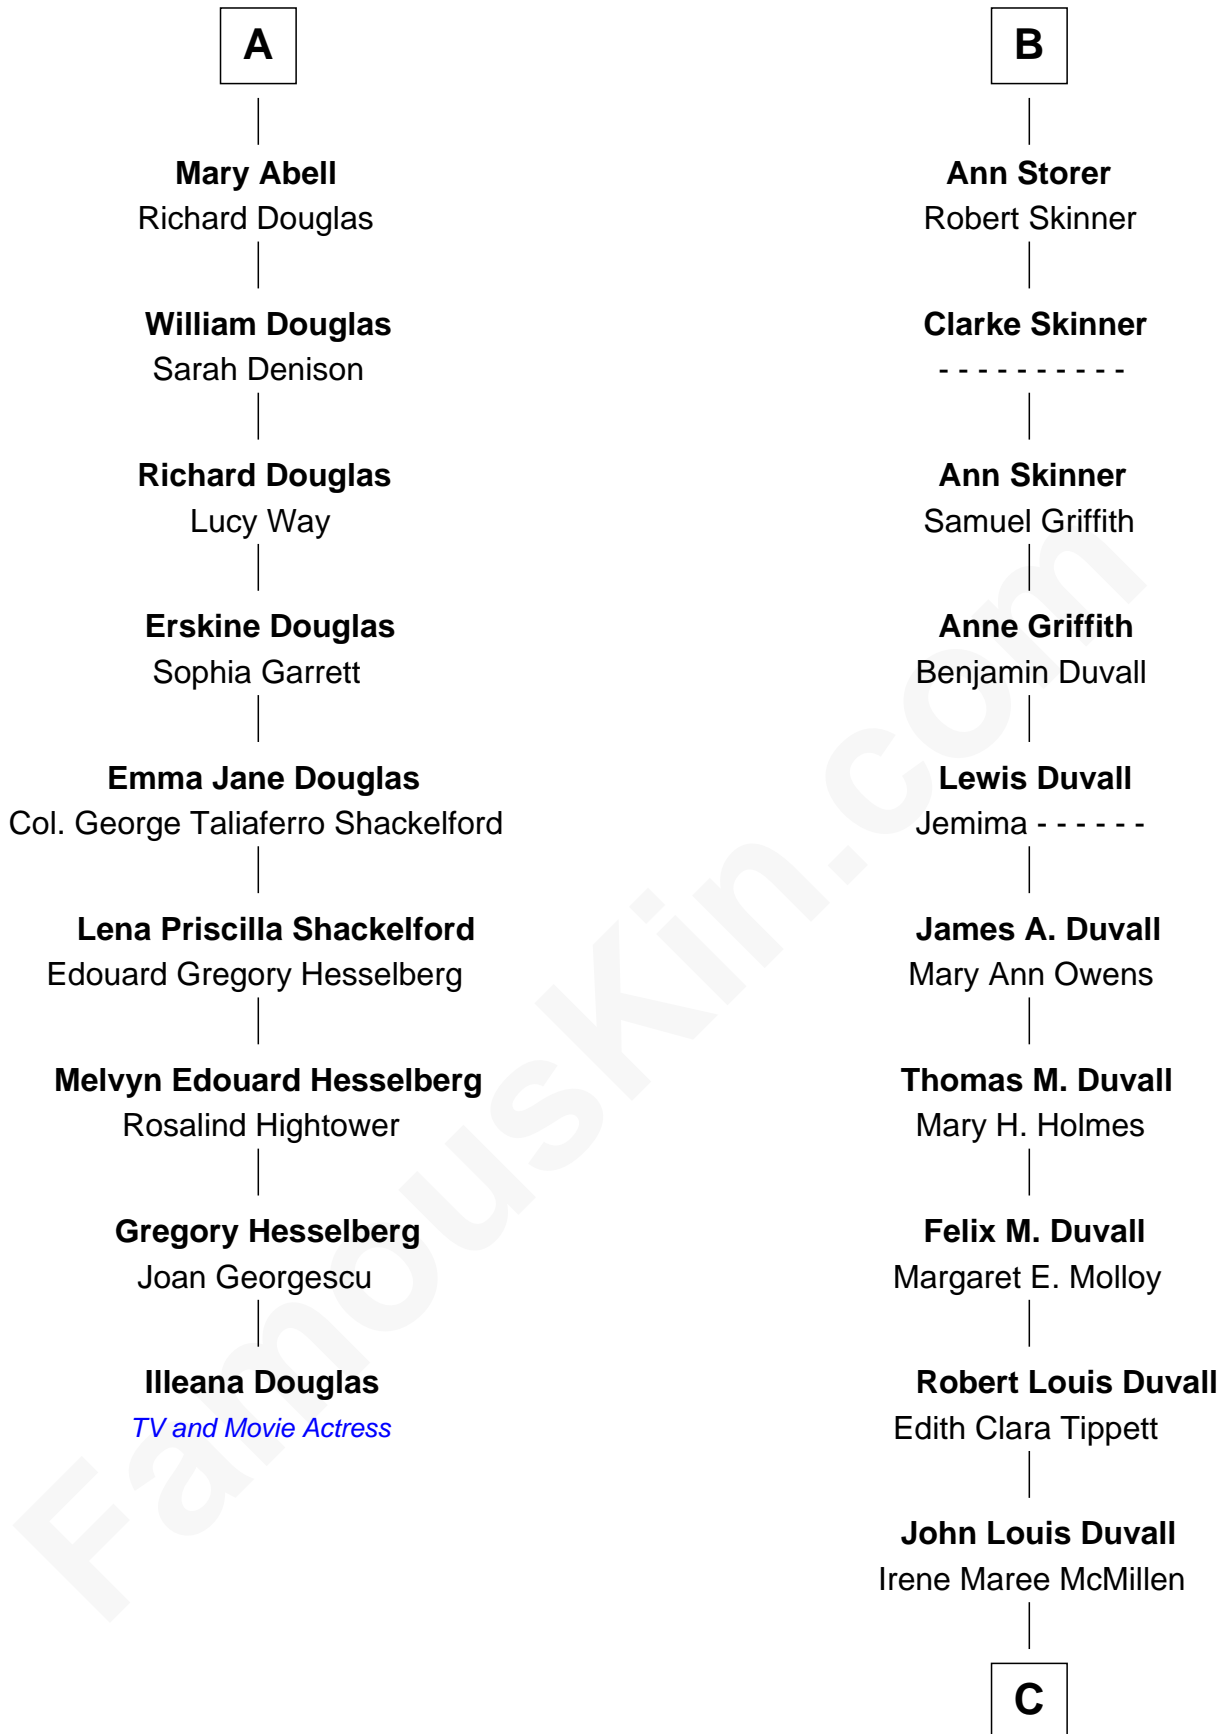 A
Mary Abell
Richard Douglas
William Douglas
Sarah Denison
Richard Douglas
Lucy Way
Erskine Douglas
Sophia Garrett
Emma Jane Douglas
Col. George Taliaferro Shackelford
Lena Priscilla Shackelford
Edouard Gregory Hesselberg
Melvyn Edouard Hesselberg
Rosalind Hightower
Gregory Hesselberg
Joan Georgescu
Illeana Douglas
TV and Movie Actress
B
Ann Storer
Robert Skinner
Clarke Skinner
- - - - - - - - - -
Ann Skinner
Samuel Griffith
Anne Griffith
Benjamin Duvall
Lewis Duvall
Jemima - - - - - -
James A. Duvall
Mary Ann Owens
Thomas M. Duvall
Mary H. Holmes
Felix M. Duvall
Margaret E. Molloy
Robert Louis Duvall
Edith Clara Tippett
John Louis Duvall
Irene Maree McMillen
C
FamousKin.com